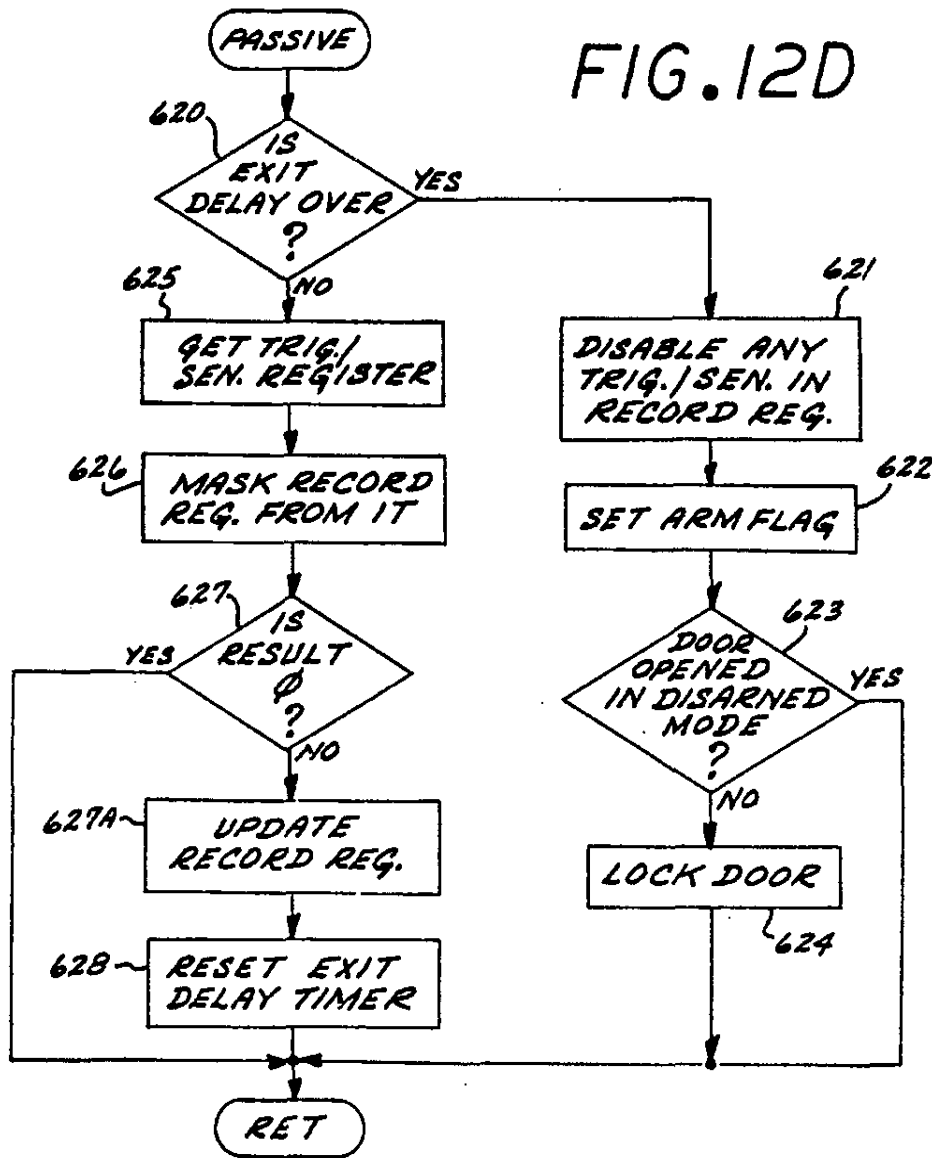 PASSIVE
FIG. 12D
620
IS
EXIT
DELAY OVER
?
YES
NO
625
GET TRIG./
SEN. REGISTER
626
MASK RECORD
REG. FROM IT
627
IS
RESULT
Ø
?
YES
NO
627A
UPDATE
RECORD REG.
628
RESET EXIT
DELAY TIMER
621
DISABLE ANY
TRIG./SEN. IN
RECORD REG.
622
SET ARM FLAG
623
DOOR
OPENED
IN DISARNED
MODE
?
YES
NO
LOCK DOOR
624
RET